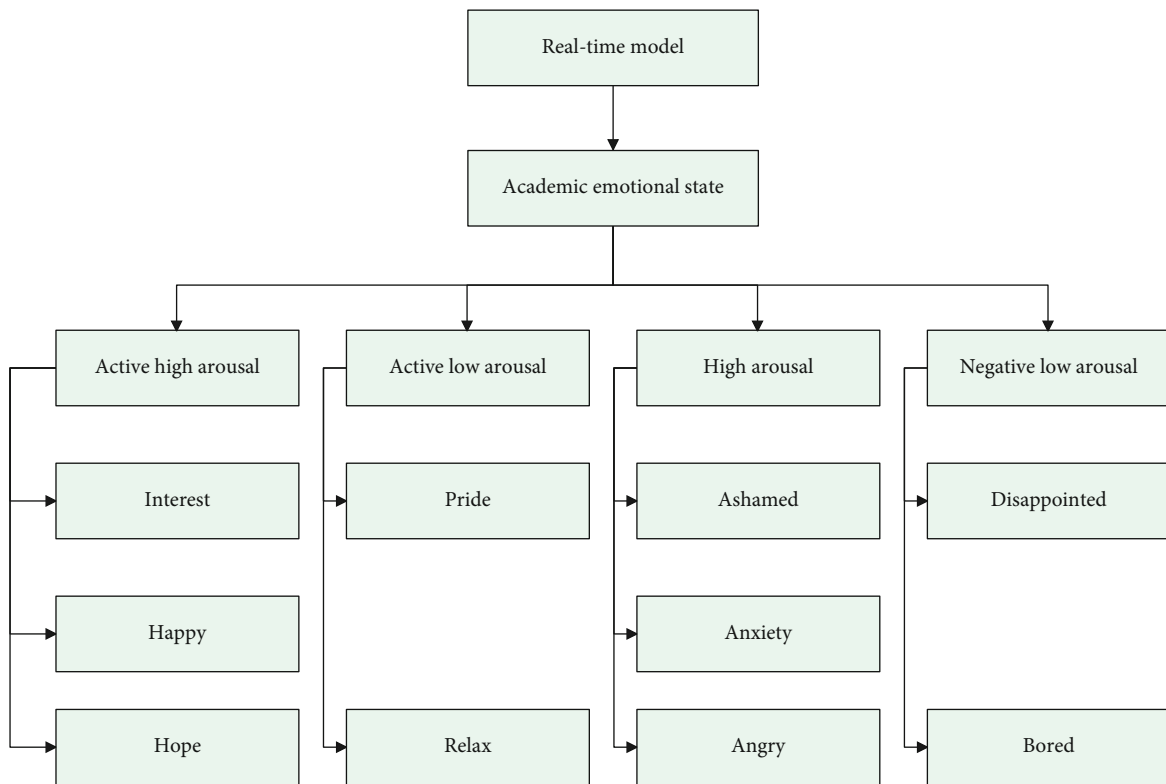 Real-time model
Academic emotional state
Active high arousal
Active low arousal
High arousal
Negative low arousal
Interest
Pride
Ashamed
Disappointed
Happy
Anxiety
Hope
Relax
Angry
Bored